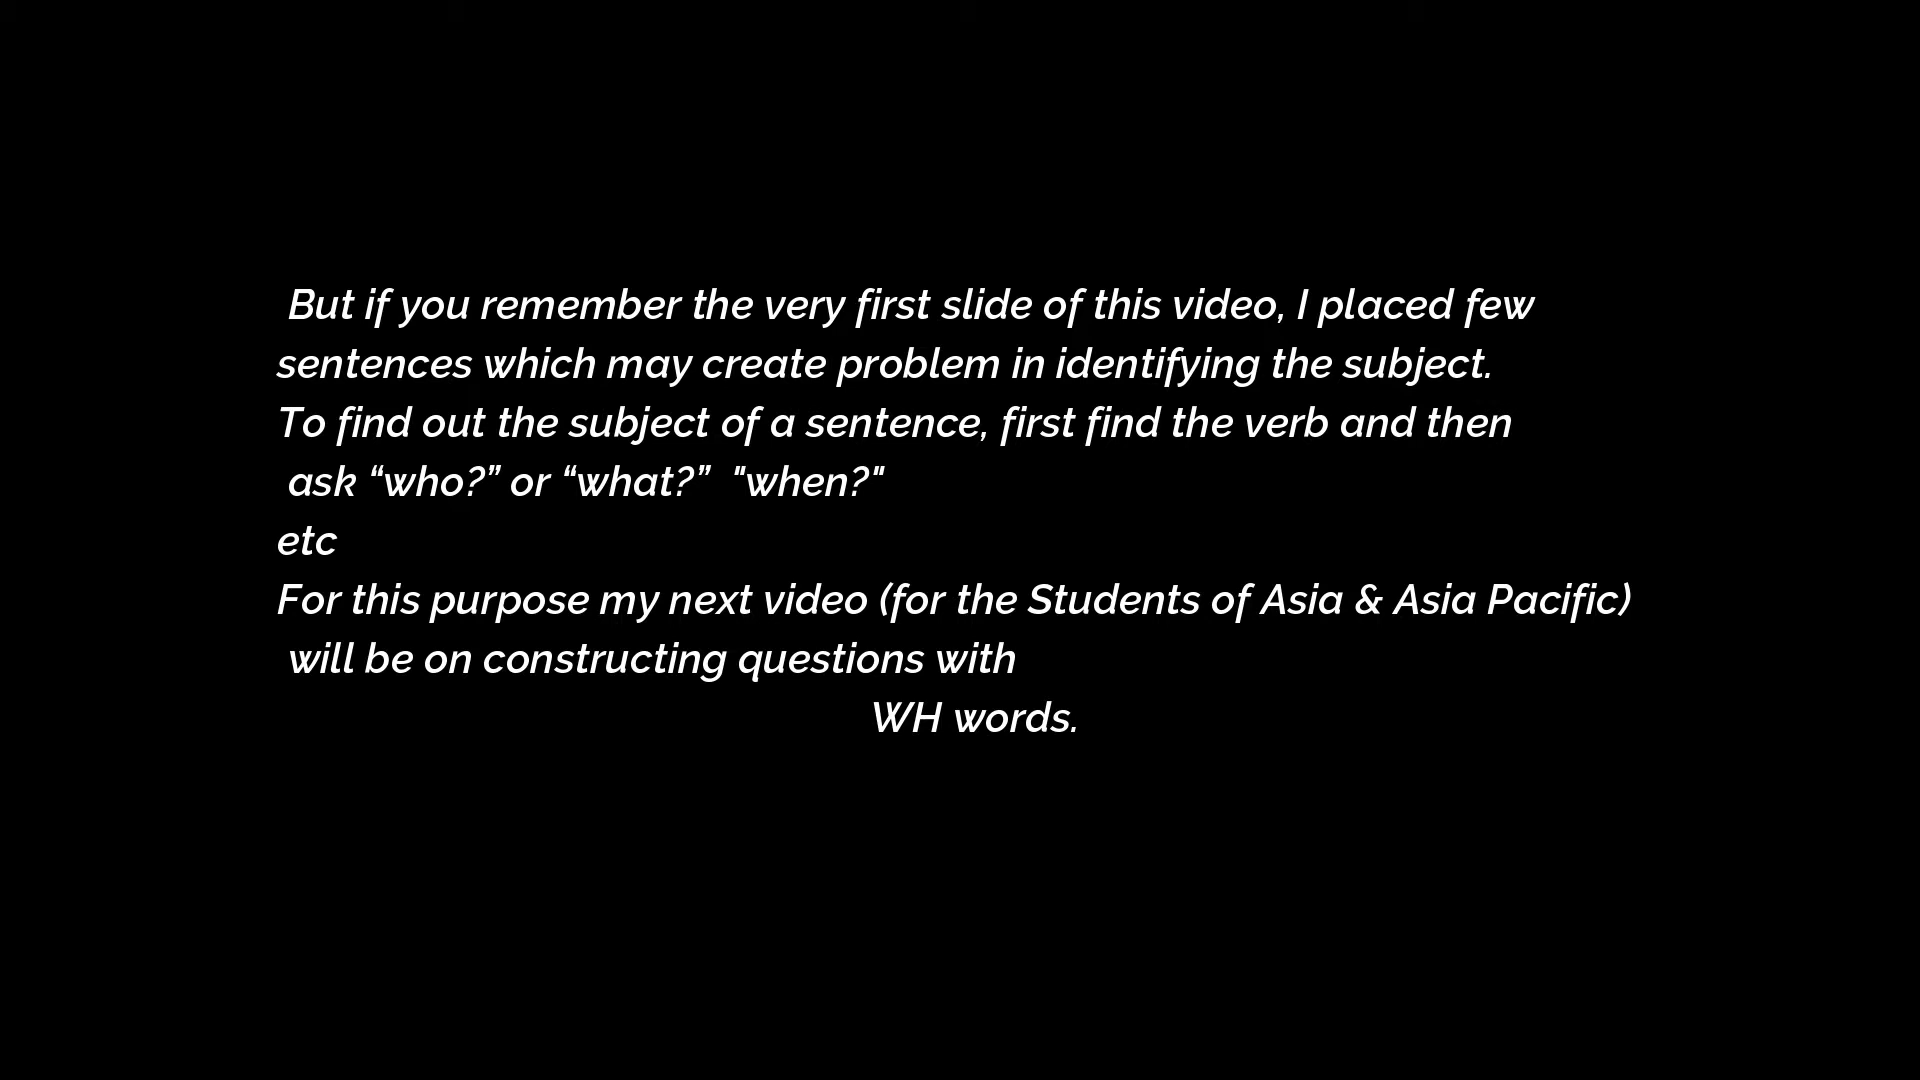 But if you remember the very first slide of this video, I placed few
sentences which may create problem in identifying the subject.
To find out the subject of a sentence, first find the verb and then
ask “who?” or “what?”  "when?"
etc
For this purpose my next video (for the Students of Asia & Asia Pacific)
will be on constructing questions with
WH words.